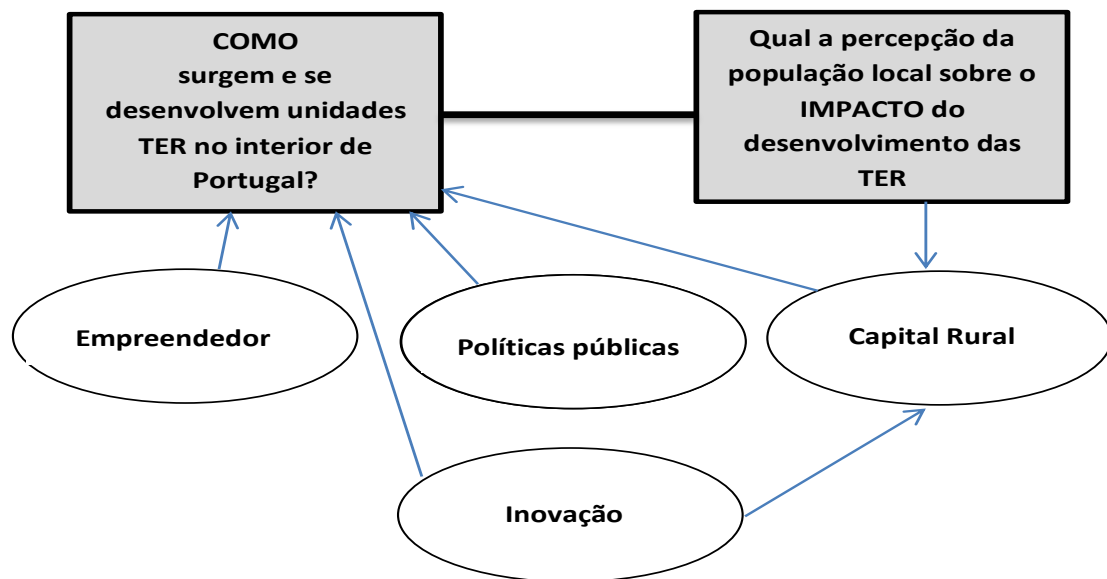 COMO
surgem e se
desenvolvem unidades
TER no interior de
Portugal?
Qual a percepção da
população local sobre o
IMPACTO do
desenvolvimento das
TER
Empreendedor
Políticas públicas
Capital Rural
Inovação